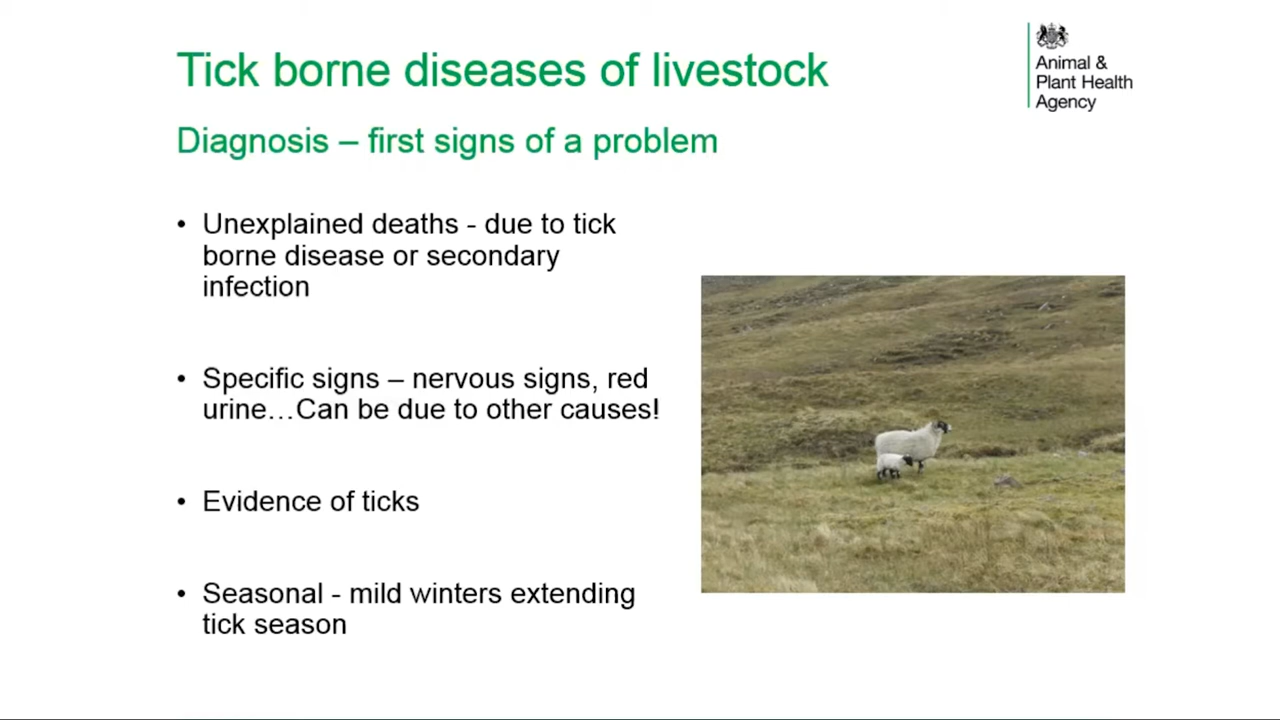 Tick borne diseases of livestock
Animal &
Plant Health
Agency
Diagnosis – first signs of a problem
• Unexplained deaths - due to tick
borne disease or secondary
infection
• Specific signs – nervous signs, red
urine…Can be due to other causes!
• Evidence of ticks
• Seasonal - mild winters extending
tick season